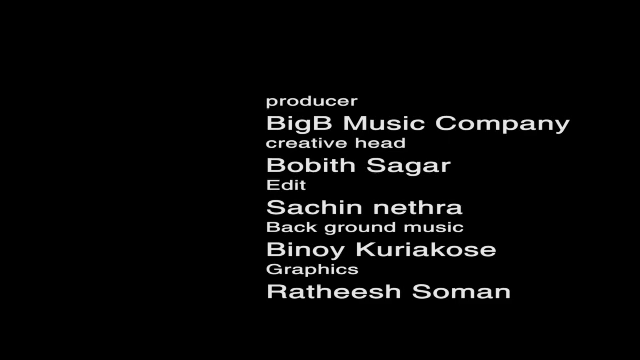 producer
BigB Music Company
creative head
Bobith Sagar
Edit
Sachin nethra
Back ground music
Binoy Kuriakose
Graphics
Ratheesh Soman